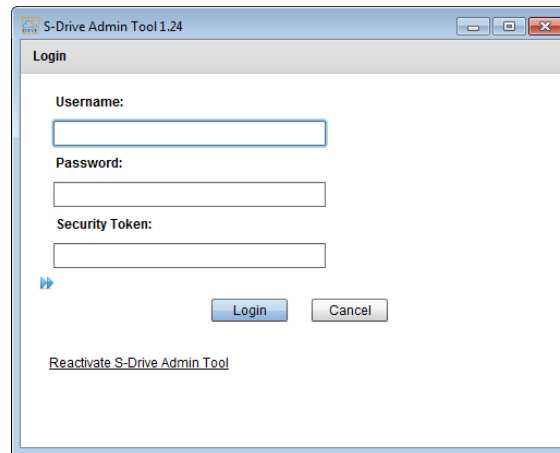 S-Drive Admin Tool 1.24
Login
Username:
Password:
Security Token:
Login Cancel
Reactivate S-Drive Admin Tool